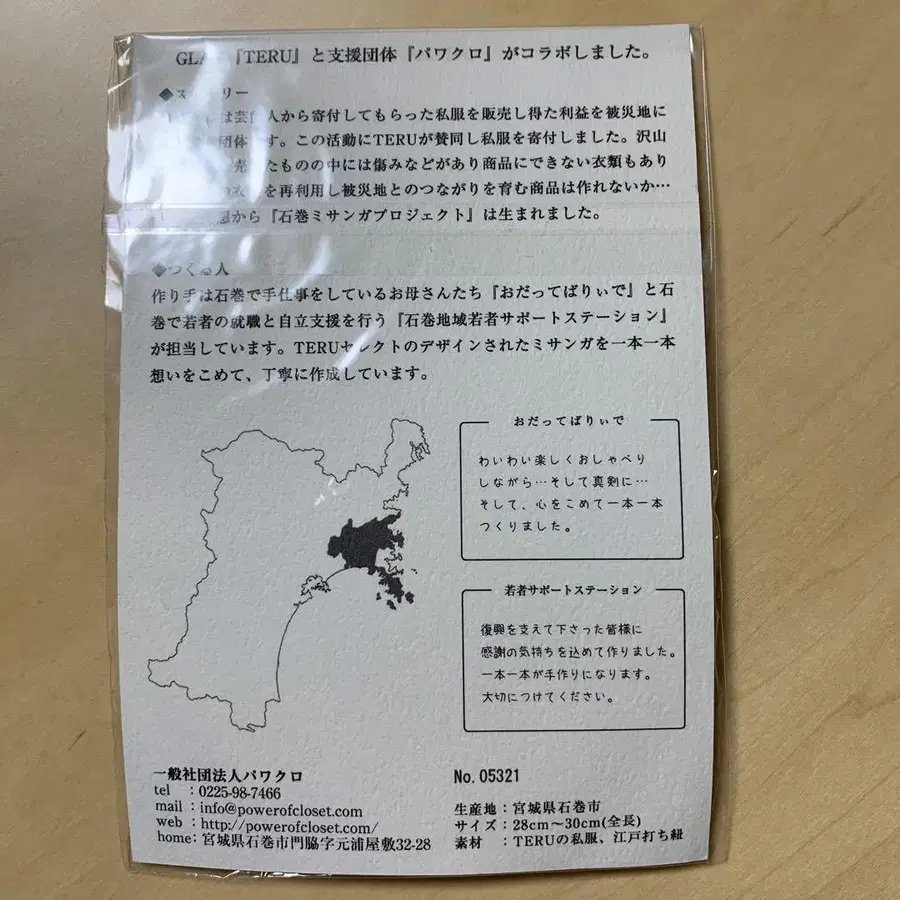 GLA 『TERU』と支援団体『パワクロ』がコラボしました。
◆ス リー
は芸 人から寄付してもらった私服を販売し得た利益を被災地に
団体 す。この活動にTERUが賛同し私服を寄付しました。沢山
売 たものの中には傷みなどがあり商品にできない衣類もあり
を再利用し被災地とのつながりを育む商品は作れないか…
から『石巻ミサンガプロジェクト』は生まれました。
◆つくる人
作り手は石巻で手仕事をしているお母さんたち『おだってばりぃで』と石
巻で若者の就職と自立支援を行う『石巻地域若者サポートステーション』
が担当しています。TERUセレクトのデザインされたミサンガを一本一本
想いをこめて、丁寧に作成しています。
おだってばりぃで
わいわい楽しくおしゃべり
しながら…そして真剣に…
そして、心をこめて一本一本
つくりました。
若者サポートステーション
復興を支えて下さった皆様に
感謝の気持ちを込めて作りました。
一本一本が手作りになります。
大切につけてください。
一般社団法人パワクロ
tel :0225-98-7466
mail :info@powerofcloset.com
web :http://powerofcloset.com/
home:宮城県石巻市門脇字元浦屋敷32-28
No.05321
生産地:宮城県石巻市
サイズ:28cm~30cm(全長)
素材 :TERUの私服、江戸打ち紐